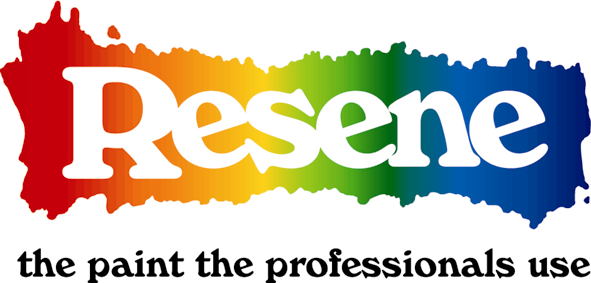 Resene
the paint the professionals use